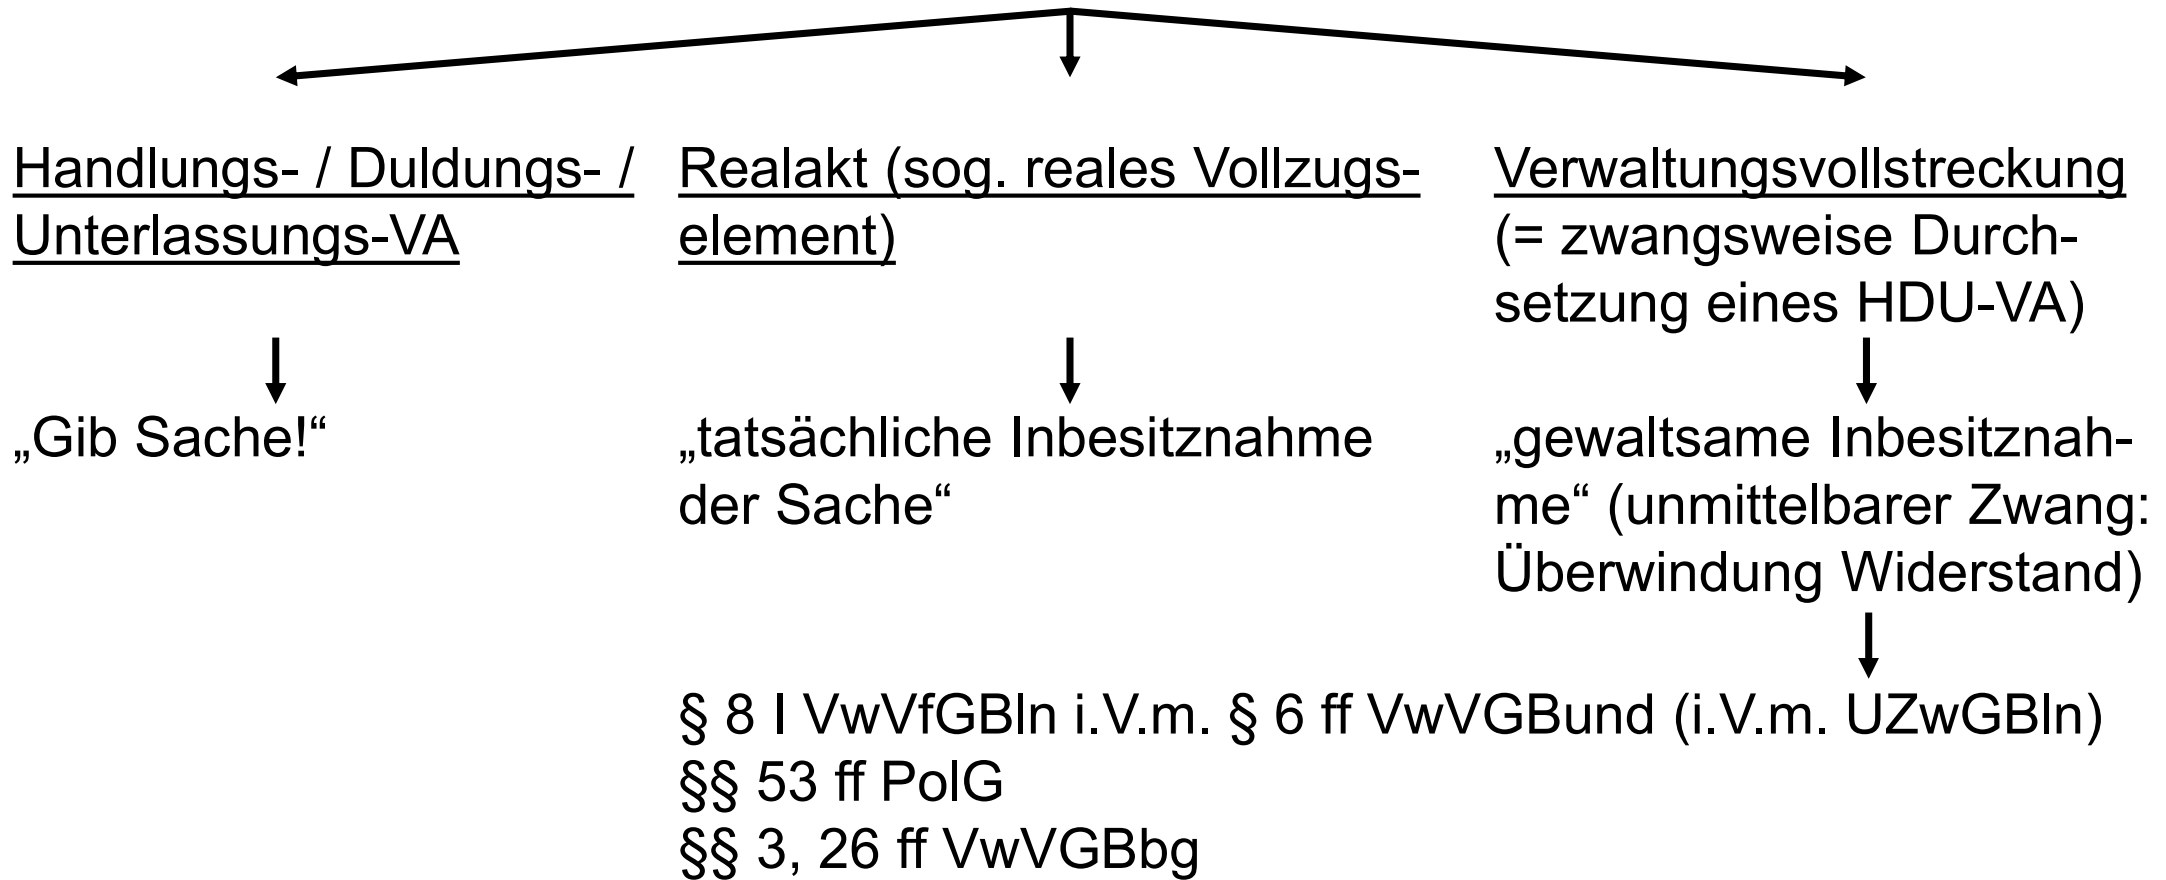 Handlungs- / Duldungs- /
Unterlassungs-VA
Realakt (sog. reales Vollzugs-
element)
Verwaltungsvollstreckung
(= zwangsweise Durch-
setzung eines HDU-VA)
„Gib Sache!“
„tatsächliche Inbesitznahme
der Sache“
„gewaltsame Inbesitznah-
me“ (unmittelbarer Zwang:
Überwindung Widerstand)
§ 8 I VwVfGBln i.V.m. § 6 ff VwVGBund (i.V.m. UZwGBln)
§§ 53 ff PolG
§§ 3, 26 ff VwVGBbg